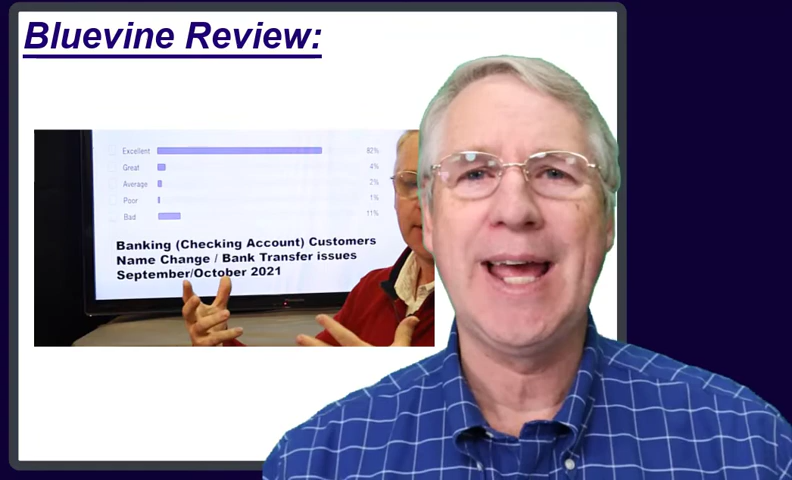 Bluevine Review:
Excellent 82%
Great 4%
Average 2%
Poor 1%
Bad 11%
Banking (Checking Account) Customers
Name Change / Bank Transfer issues
September/October 2021